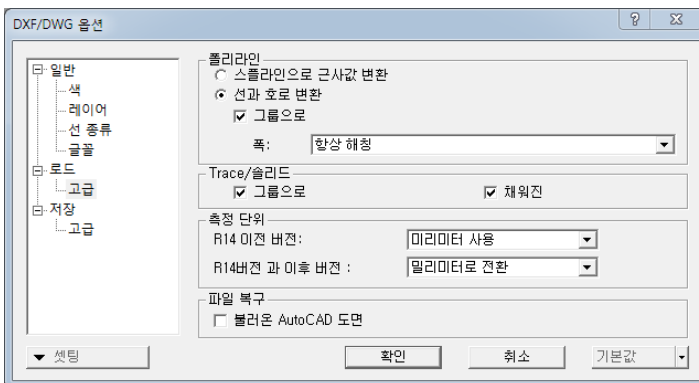 DXF/DWG 옵션
일반
색
레이어
선 종류
글꼴
로드
고급
저장
고급
폴리라인
스플라인으로 근사값 변환
선과 호로 변환
그룹으로
폭: 항상 해칭
Trace/솔리드
그룹으로 채워진
측정 단위
R14 이전 버전: 미리미터 사용
R14버전 과 이후 버전 : 밀리미터로 전환
파일 복구
불러온 AutoCAD 도면
셋팅 확인 취소 기본값